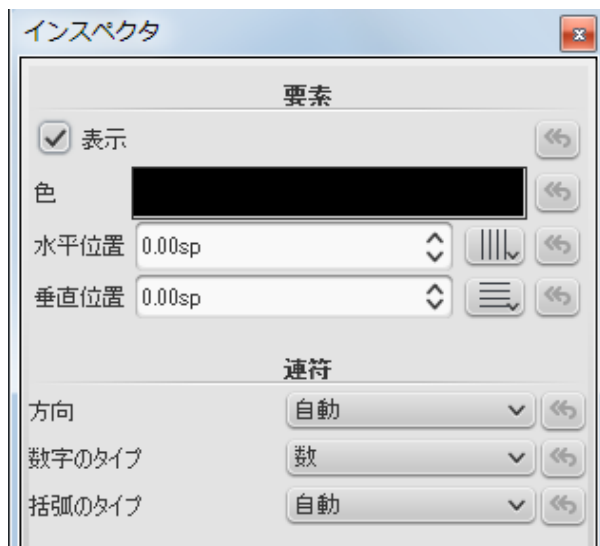 インスペクタ
要素
表示
色
水平位置 0.00sp
垂直位置 0.00sp
連符
方向 自動
数字のタイプ 数
括弧のタイプ 自動